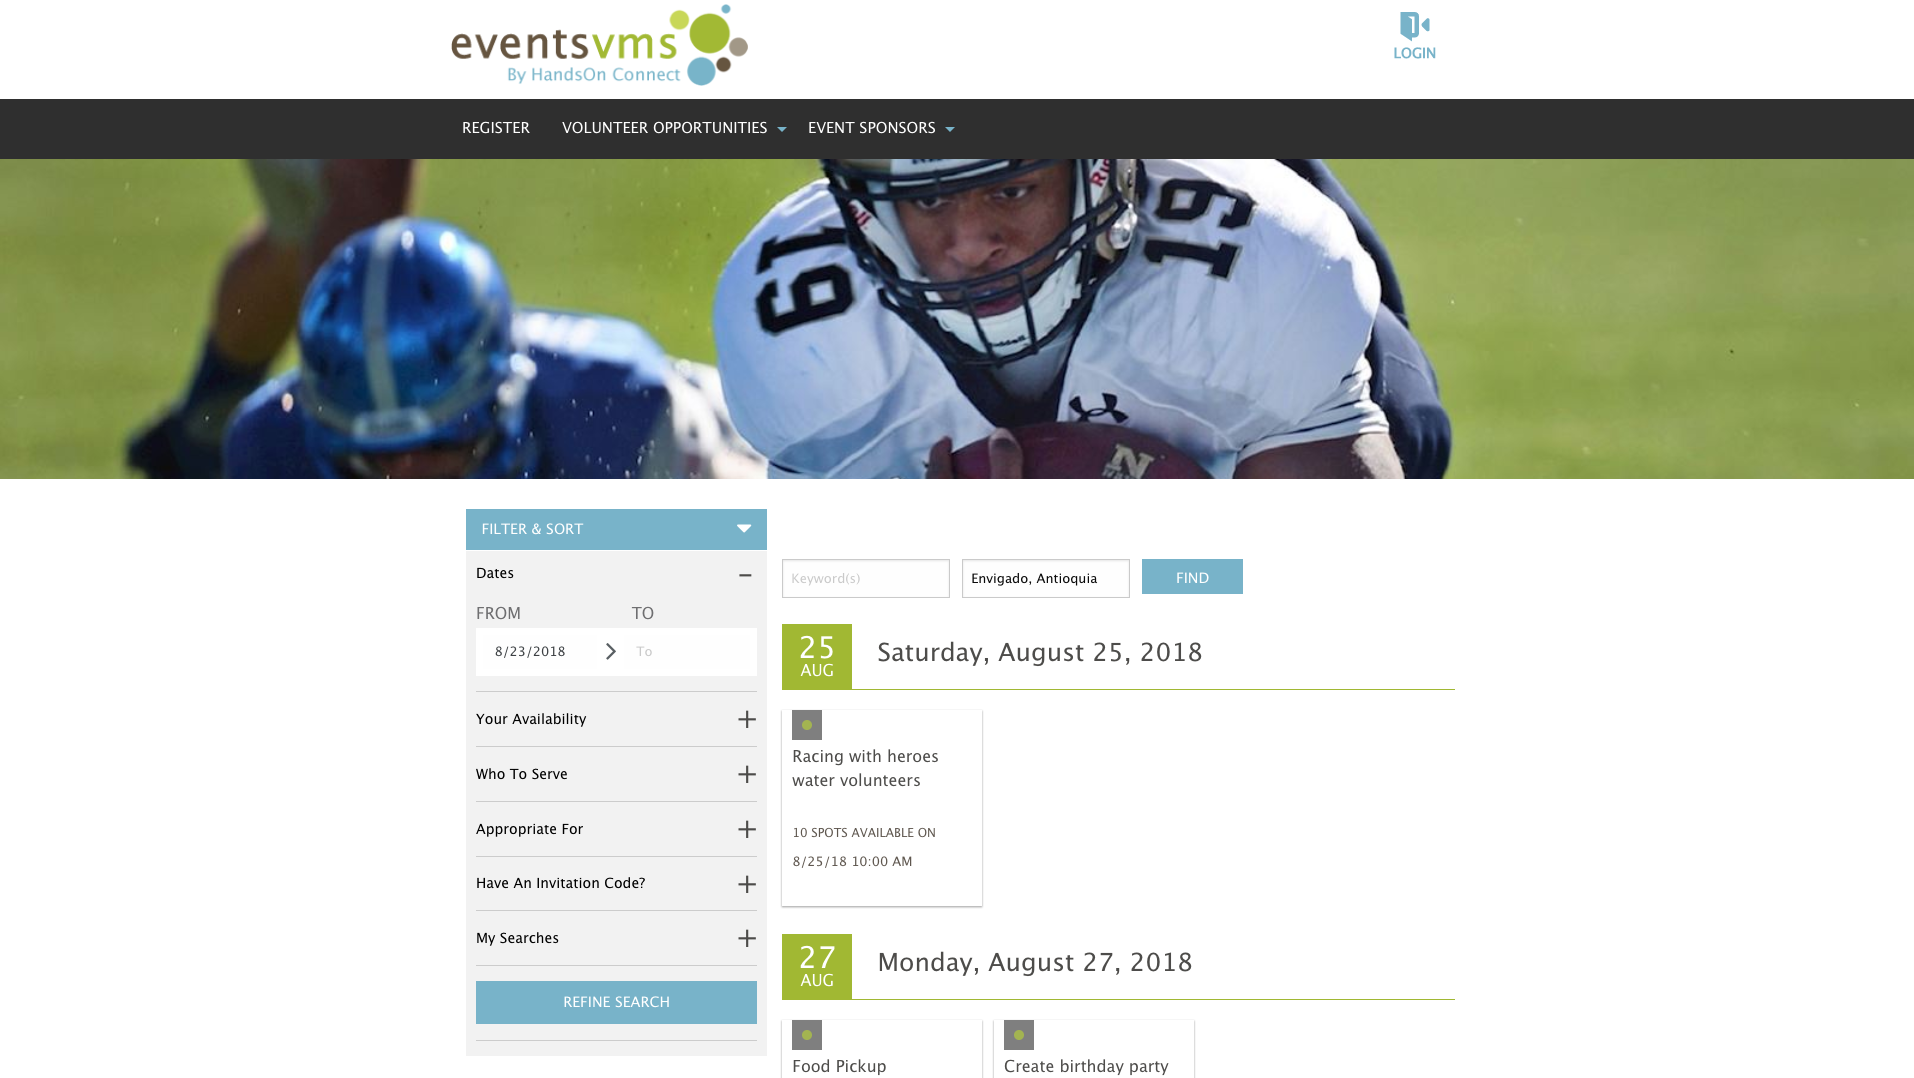 eventsvms
By HandsOn Connect
LOGIN
REGISTER
VOLUNTEER OPPORTUNITIES
EVENT SPONSORS
19
19
Riddell
N
FILTER & SORT
Dates
FROM
TO
8/23/2018
To
Your Availability
Who To Serve
Appropriate For
Have An Invitation Code?
My Searches
REFINE SEARCH
Keyword(s)
Envigado, Antioquia
FIND
25
AUG
Saturday, August 25, 2018
Racing with heroes
water volunteers
10 SPOTS AVAILABLE ON
8/25/18 10:00 AM
27
AUG
Monday, August 27, 2018
Food Pickup
Create birthday party